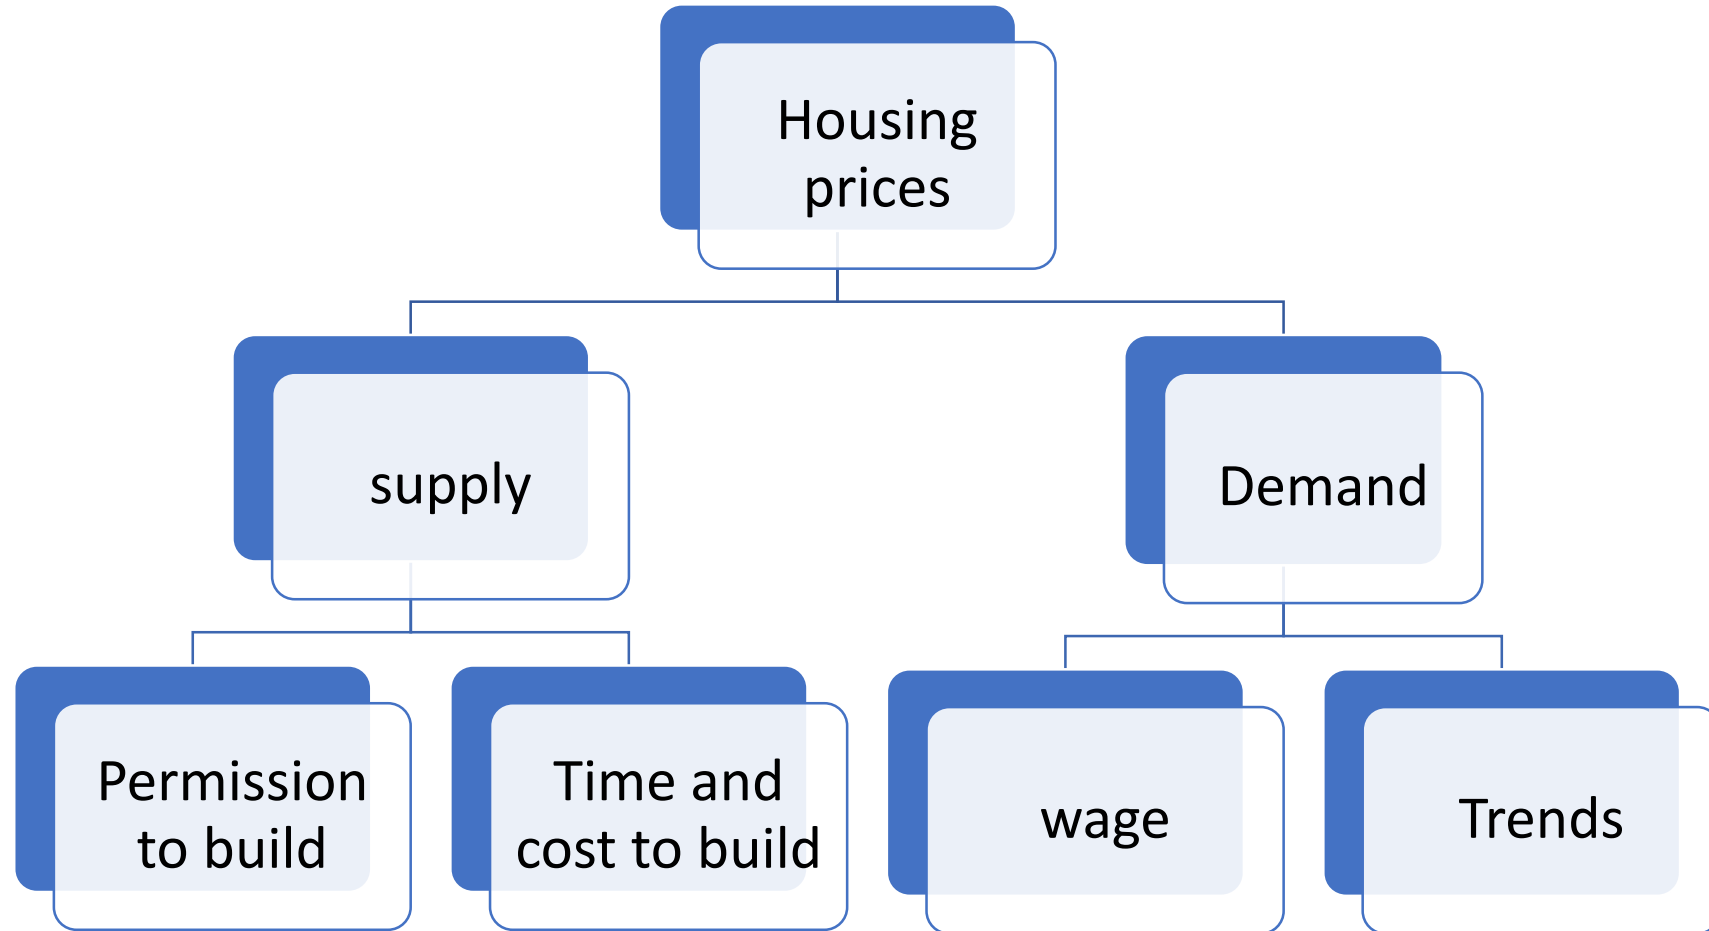 Housing
prices
supply
Demand
Permission
to build
Time and
cost to build
wage
Trends